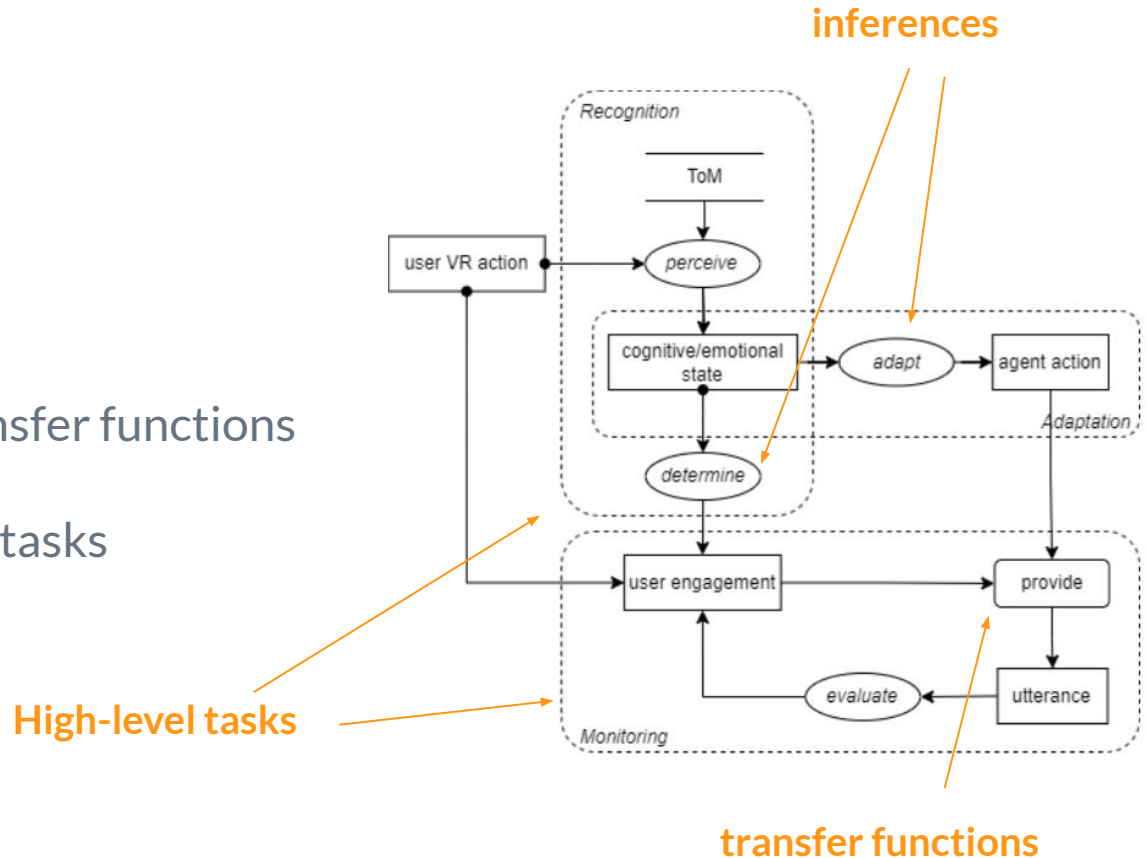 inferences
Recognition
ToM
user VR action
perceive
cognitive/emotional
state
adapt
agent action
Adaptation
nsfer functions
determine
tasks
user engagement
provide
High-level tasks
evaluate
utterance
Monitoring
transfer functions